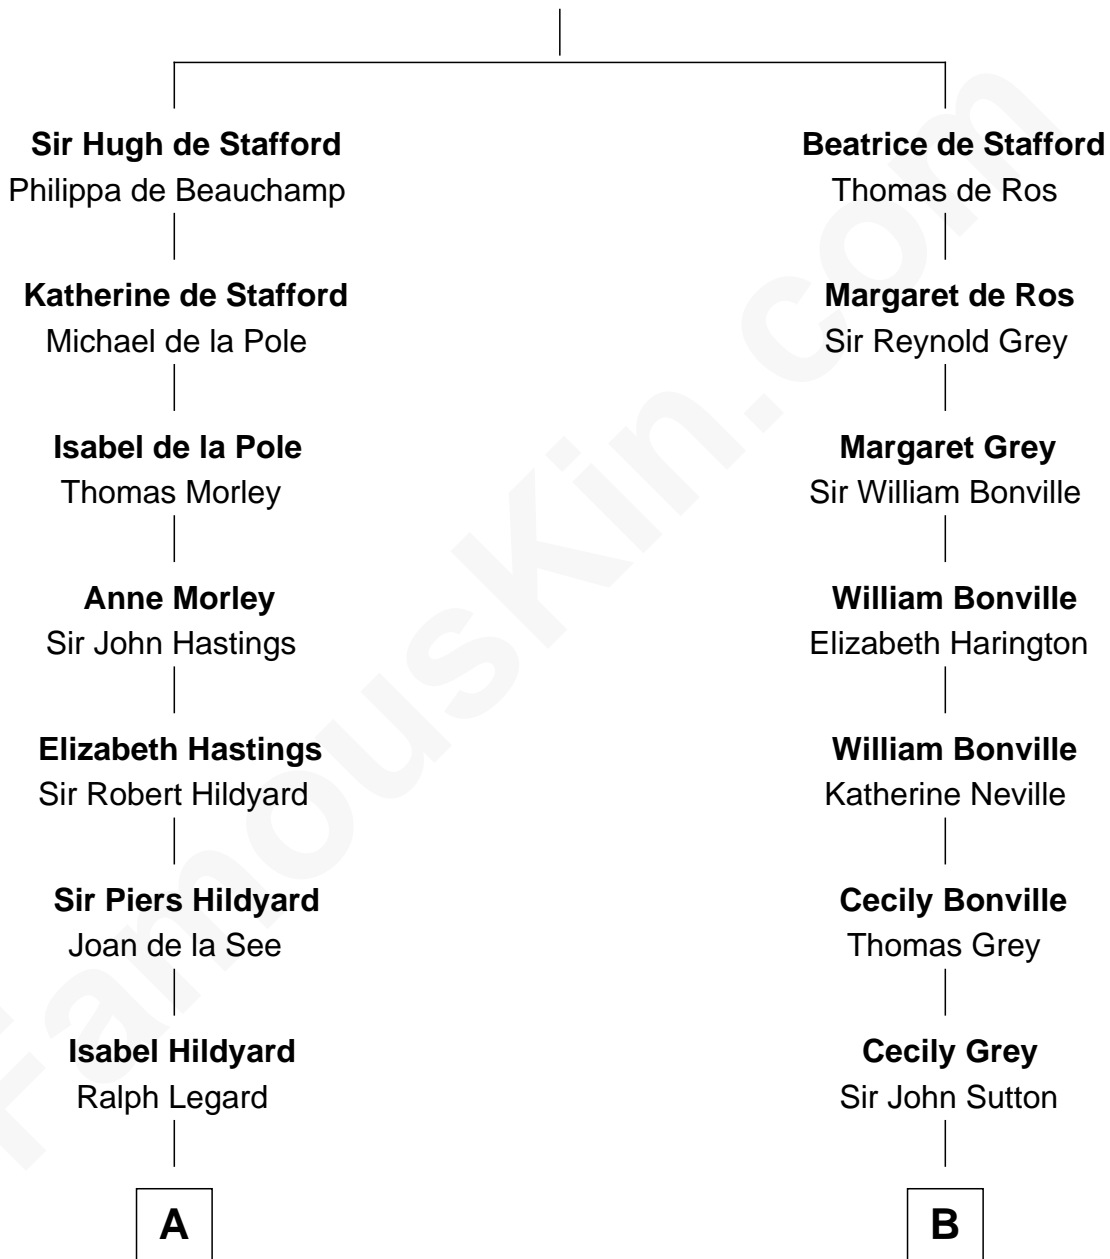 Sir Hugh de Stafford
Philippa de Beauchamp
Katherine de Stafford
Michael de la Pole
Isabel de la Pole
Thomas Morley
Anne Morley
Sir John Hastings
Elizabeth Hastings
Sir Robert Hildyard
Sir Piers Hildyard
Joan de la See
Isabel Hildyard
Ralph Legard
A
Beatrice de Stafford
Thomas de Ros
Margaret de Ros
Sir Reynold Grey
Margaret Grey
Sir William Bonville
William Bonville
Elizabeth Harington
William Bonville
Katherine Neville
Cecily Bonville
Thomas Grey
Cecily Grey
Sir John Sutton
B
FamousKin.com